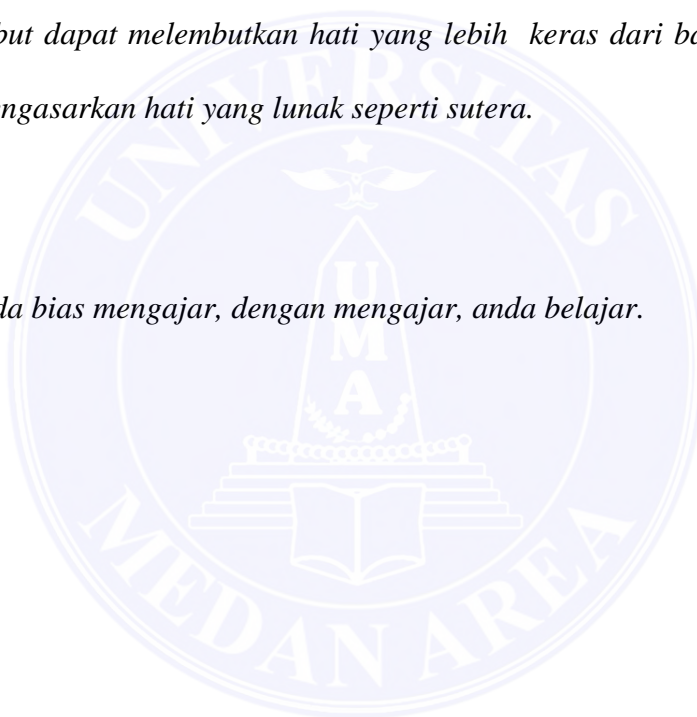 but dapat melembutkan hati yang lebih keras dari ba
ngasarkan hati yang lunak seperti sutera.
da bias mengajar, dengan mengajar, anda belajar.
UNIVERSITAS
UMA
MEDAN AREA